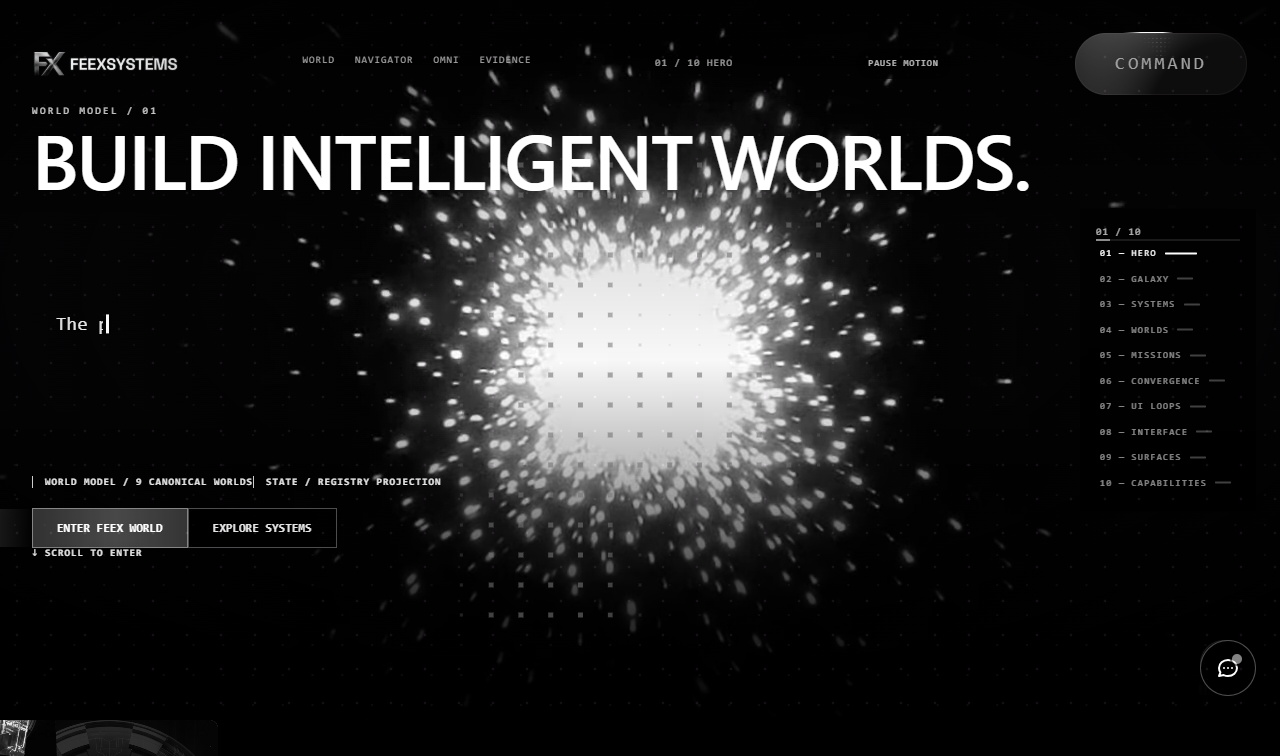 FX FEEXSYSTEMS
WORLD NAVIGATOR OMNI EVIDENCE
01 / 10 HERO
PAUSE MOTION
COMMAND
WORLD MODEL / 01
BUILD INTELLIGENT WORLDS.
The
01 / 10
01 — HERO
02 — GALAXY
03 — SYSTEMS
04 — WORLDS
05 — MISSIONS
06 — CONVERGENCE
07 — UI LOOPS
08 — INTERFACE
09 — SURFACES
10 — CAPABILITIES
WORLD MODEL / 9 CANONICAL WORLDS
STATE / REGISTRY PROJECTION
ENTER FEEX WORLD
EXPLORE SYSTEMS
↓ SCROLL TO ENTER